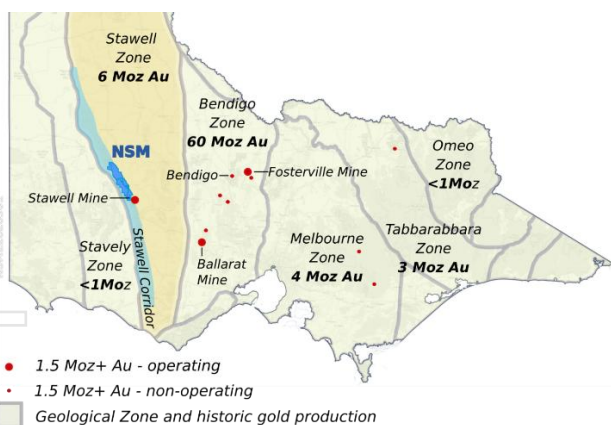 Stawell
Zone
6 Moz Au
Bendigo
Zone
60 Moz Au
NSM
Bendigo
Fosterville Mine
Omeo
Zone
<1Moz
Stawell Mine
Stavely
Zone
<1Moz
Stawell Corridor
Ballarat
Mine
Melbourne
Zone
4 Moz Au
Tabbarabbara
Zone
3 Moz Au
1.5 Moz+ Au - operating
1.5 Moz+ Au - non-operating
Geological Zone and historic gold production